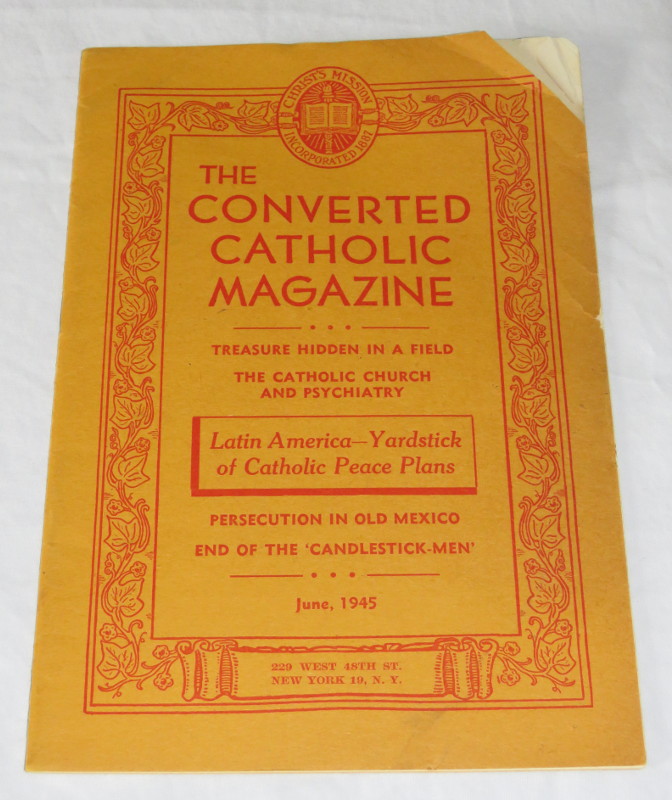 CHRIST'S MISSION
INCORPORATED 1887
THE
CONVERTED
CATHOLIC
MAGAZINE
TREASURE HIDDEN IN A FIELD
THE CATHOLIC CHURCH
AND PSYCHIATRY
Latin America—Yardstick
of Catholic Peace Plans
PERSECUTION IN OLD MEXICO
END OF THE 'CANDLESTICK-MEN'
June, 1945
229 WEST 48TH ST.
NEW YORK 19, N. Y.